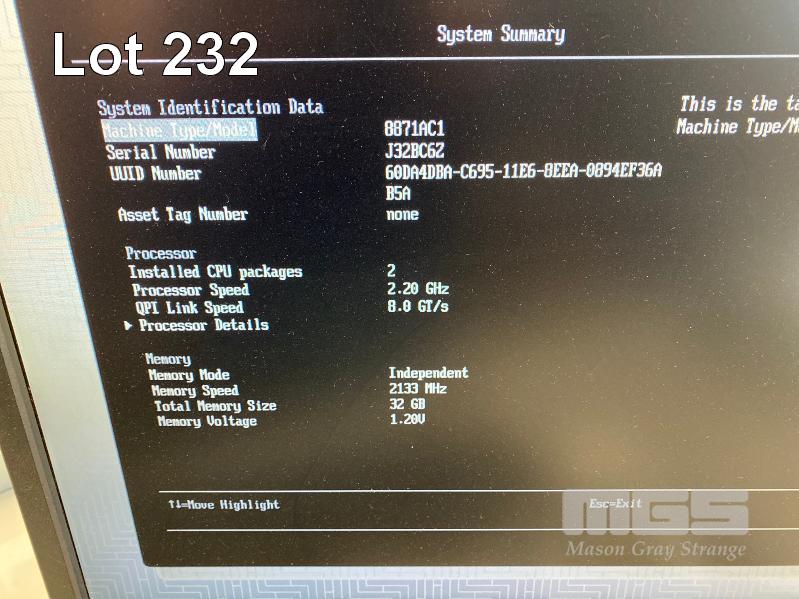 Lot 232
System Summary
System Identification Data
Machine Type/Model 8871AC1
Serial Number J32BC6Z
UUID Number 60DA4DBA-C695-11E6-8EEA-0894EF36A
B5A
Asset Tag Number none
This is the
Machine
Processor
Installed CPU packages 2
Processor Speed 2.20 GHz
QPI Link Speed 8.0 GT/s
Processor Details
Memory
Memory Mode Independent
Memory Speed 2133 MHz
Total Memory Size 32 GB
Memory Voltage 1.20V
↑↓=Move Highlight Esc=Exit
MGS
Mason Gray Strange